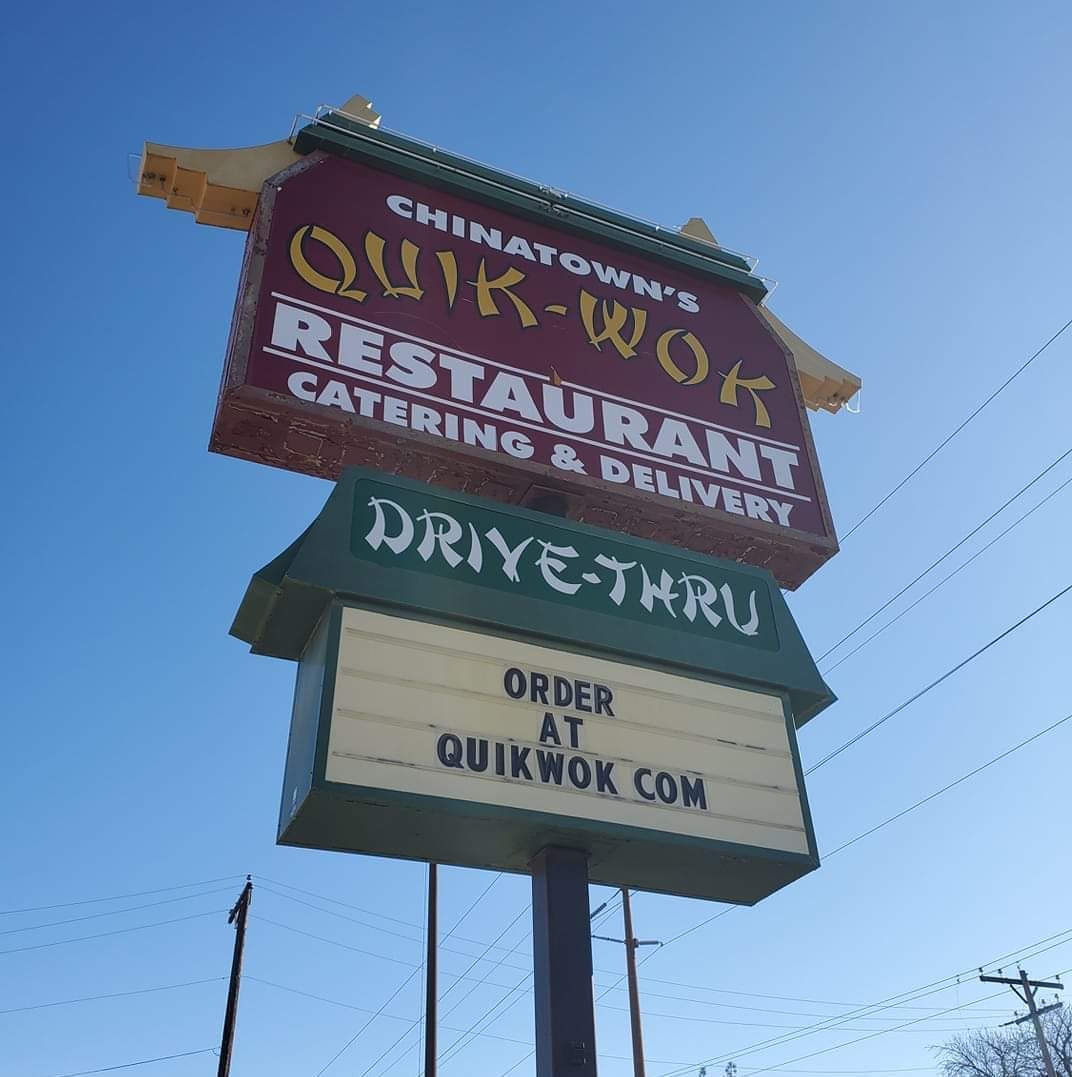 CHINATOWN'S
QUIK-WOK
RESTAURANT
CATERING & DELIVERY
DRIVE-THRU
ORDER
AT
QUIKWOK COM